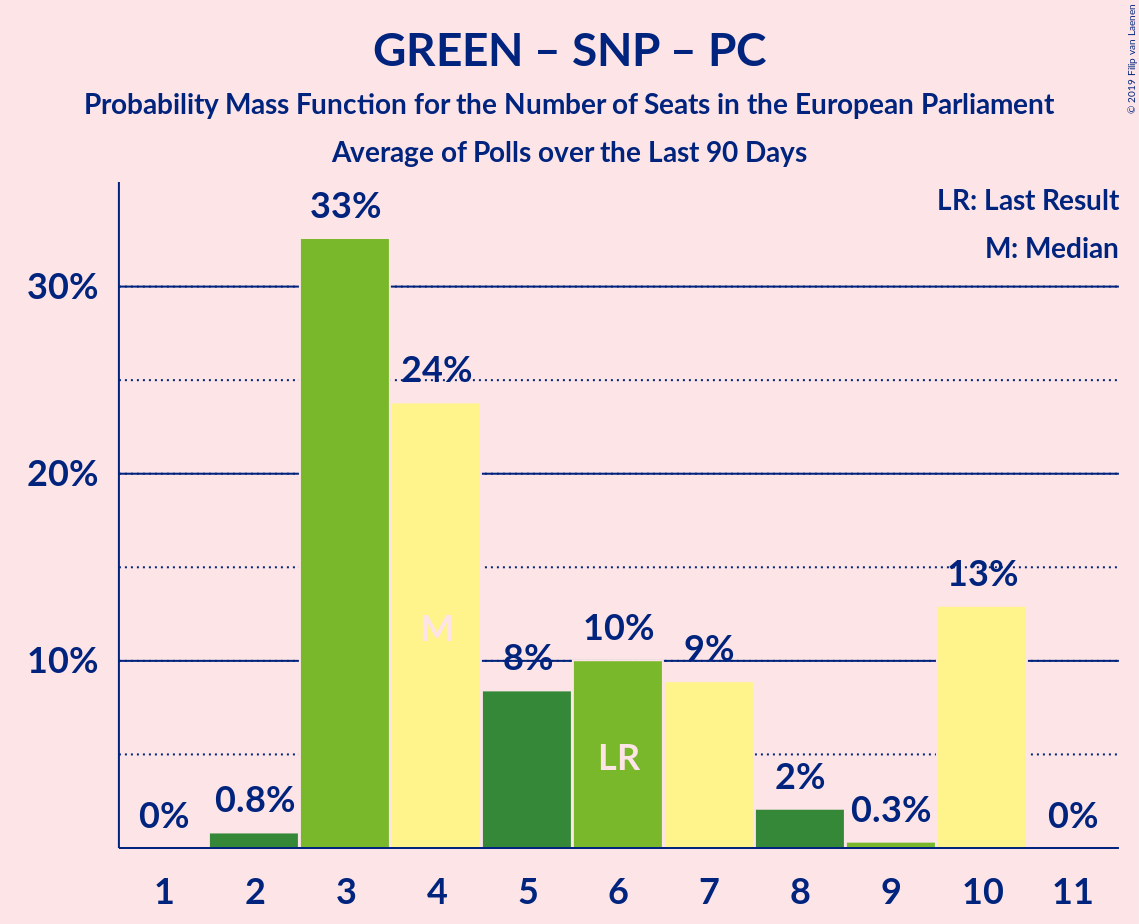 GREEN – SNP – PC
Probability Mass Function for the Number of Seats in the European Parliament
Average of Polls over the Last 90 Days
© 2019 Filip van Laenen
LR: Last Result
M: Median
33%
30%
24%
20%
13%
M
10%
9%
8%
10%
LR
2%
0.8%
0.3%
0%
0%
1 2 3 4 5 6 7 8 9 10 11